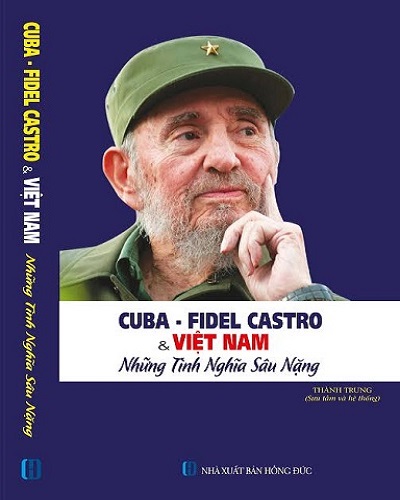 CUBA - FIDEL CASTRO & VIỆT NAM Những Tình Nghĩa Sâu Nặng
CUBA - FIDEL CASTRO
& VIỆT NAM
Những Tình Nghĩa Sâu Nặng
THÀNH TRUNG
(Sưu tầm và hệ thống)
NHÀ XUẤT BẢN HỒNG ĐỨC